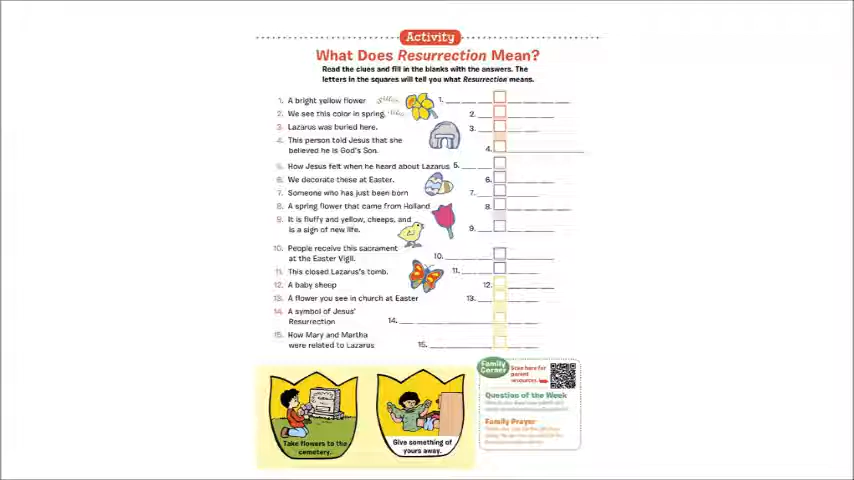 Activity
What Does Resurrection Mean?
Read the clues and fill in the blanks with the answers. The
letters in the squares will tell you what Resurrection means.
1. A bright yellow flower 1.
2. We see this color in spring. 2.
3. Lazarus was buried here. 3.
4. This person told Jesus that she
believed he is God's Son. 4.
5. How Jesus felt when he heard about Lazarus 5.
6. We decorate these at Easter. 6.
7. Someone who has just been born 7.
8. A spring flower that came from Holland 8.
9. It is fluffy and yellow, cheeps, and
is a sign of new life. 9.
10. People receive this sacrament
at the Easter Vigil. 10.
11. This closed Lazarus's tomb. 11.
12. A baby sheep 12.
13. A flower you see in church at Easter 13.
14. A symbol of Jesus'
Resurrection 14.
15. How Mary and Martha
were related to Lazarus 15.
Take flowers to the
cemetery.
Give something of
yours away.
Family
Corner
Scan here for
parent
resources.
Question of the Week
Family Prayer